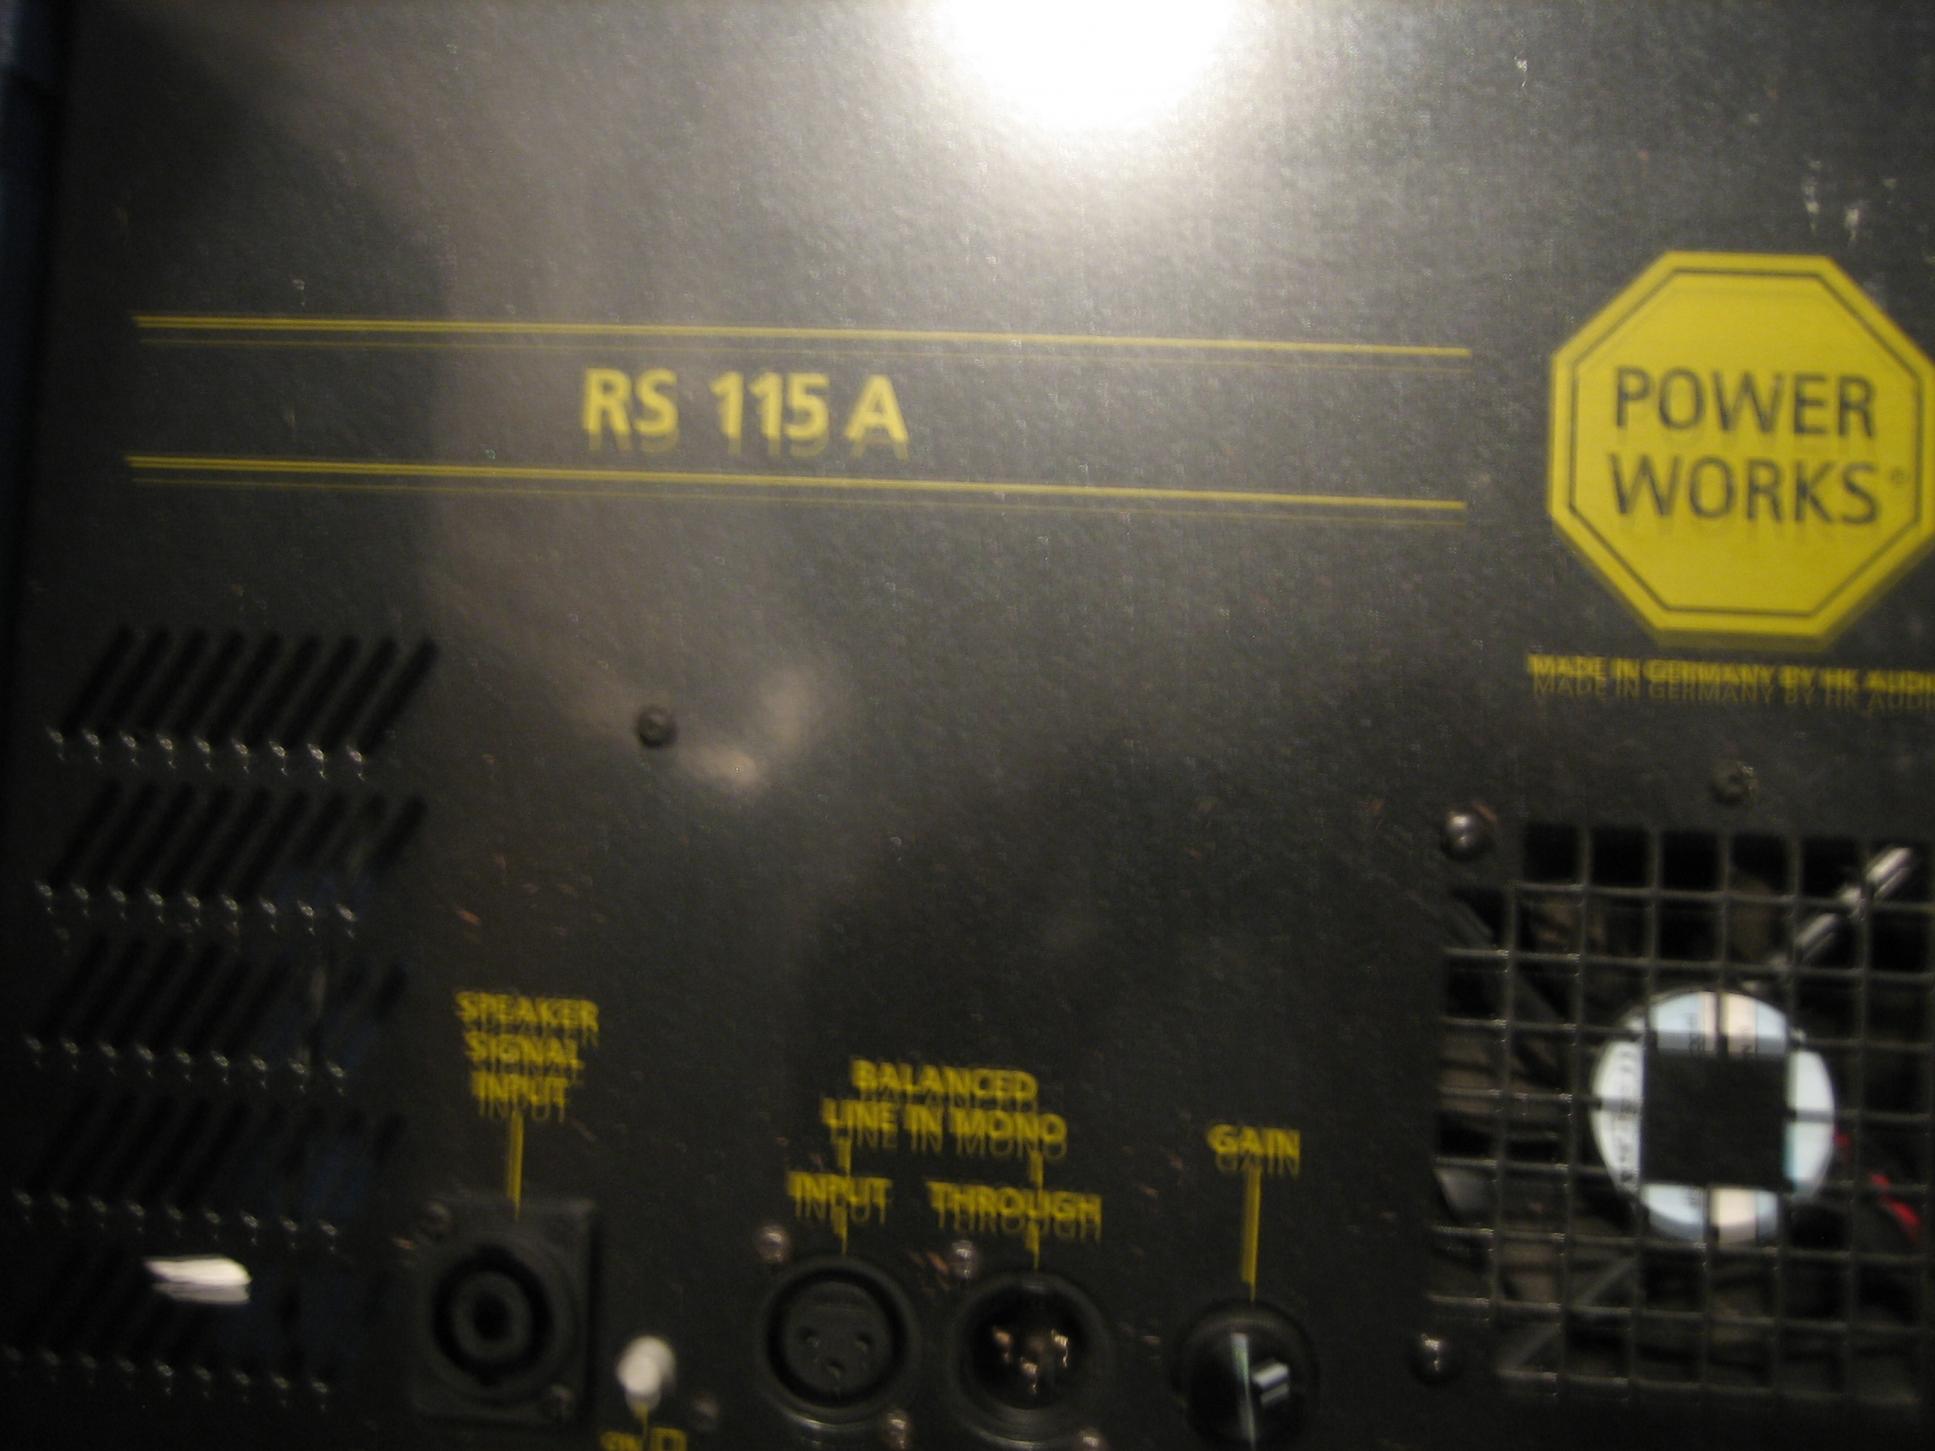 RS 115 A
POWER
WORKS®
MADE IN GERMANY BY HK AUDI
SPEAKER
SIGNAL
INPUT
BALANCED
LINE IN MONO
INPUT THROUGH
GAIN